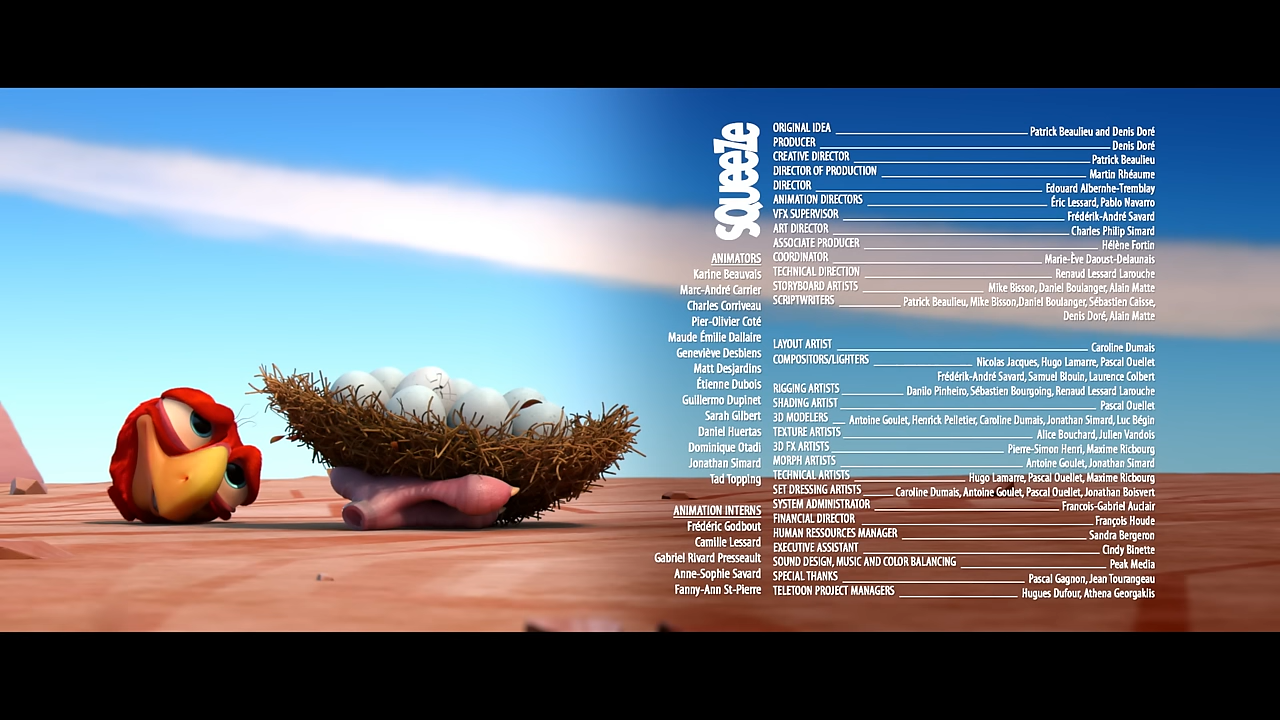 squeeze
ANIMATORS
Karine Beauvais
Marc-André Carrier
Charles Corriveau
Pier-Olivier Coté
Maude Émilie Dallaire
Geneviève Desbiens
Matt Desjardins
Étienne Dubois
Guillermo Dupinet
Sarah Gilbert
Daniel Huertas
Dominique Otadi
Jonathan Simard
Tad Topping
ANIMATION INTERNS
Frédéric Godbout
Camille Lessard
Gabriel Rivard Presseault
Anne-Sophie Savard
Fanny-Ann St-Pierre
ORIGINAL IDEA Patrick Beaulieu and Denis Doré
PRODUCER Denis Doré
CREATIVE DIRECTOR Patrick Beaulieu
DIRECTOR OF PRODUCTION Martin Rhéaume
DIRECTOR Edouard Albernhe-Tremblay
ANIMATION DIRECTORS Éric Lessard, Pablo Navarro
VFX SUPERVISOR Frédérik-André Savard
ART DIRECTOR Charles Philip Simard
ASSOCIATE PRODUCER Hélène Fortin
COORDINATOR Marie-Ève Daoust-Delaunais
TECHNICAL DIRECTION Renaud Lessard Larouche
STORYBOARD ARTISTS Mike Bisson, Daniel Boulanger, Alain Matte
SCRIPTWRITERS Patrick Beaulieu, Mike Bisson,Daniel Boulanger, Sébastien Caisse,
Denis Doré, Alain Matte
LAYOUT ARTIST Caroline Dumais
COMPOSITORS/LIGHTERS Nicolas Jacques, Hugo Lamarre, Pascal Ouellet
Frédérik-André Savard, Samuel Blouin, Laurence Colbert
RIGGING ARTISTS Danilo Pinheiro, Sébastien Bourgoing, Renaud Lessard Larouche
SHADING ARTIST Pascal Ouellet
3D MODELERS Antoine Goulet, Henrick Pelletier, Caroline Dumais, Jonathan Simard, Luc Bégin
TEXTURE ARTISTS Alice Bouchard, Julien Vandois
3D FX ARTISTS Pierre-Simon Henri, Maxime Ricbourg
MORPH ARTISTS Antoine Goulet, Jonathan Simard
TECHNICAL ARTISTS Hugo Lamarre, Pascal Ouellet, Maxime Ricbourg
SET DRESSING ARTISTS Caroline Dumais, Antoine Goulet, Pascal Ouellet, Jonathan Boisvert
SYSTEM ADMINISTRATOR Francois-Gabriel Auclair
FINANCIAL DIRECTOR François Houde
HUMAN RESSOURCES MANAGER Sandra Bergeron
EXECUTIVE ASSISTANT Cindy Binette
SOUND DESIGN, MUSIC AND COLOR BALANCING Peak Media
SPECIAL THANKS Pascal Gagnon, Jean Tourangeau
TELETOON PROJECT MANAGERS Hugues Dufour, Athena Georgaklis